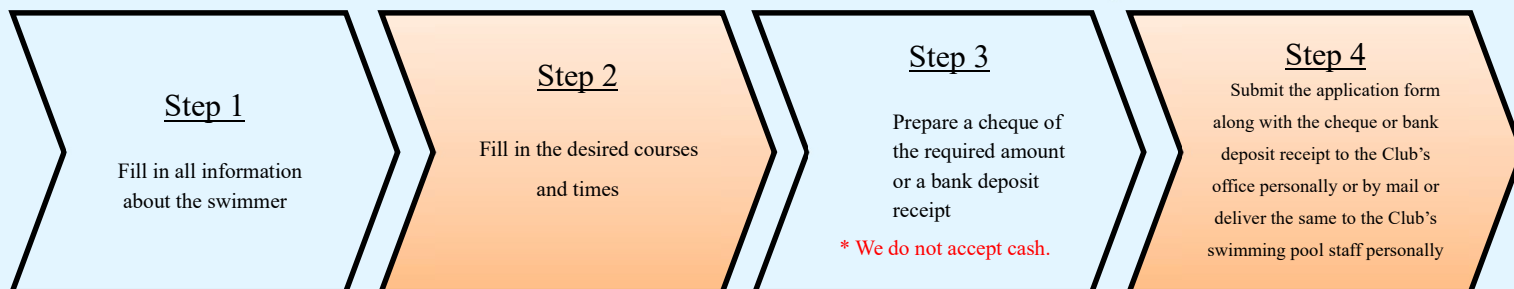 Step 1
Fill in all information
about the swimmer
Step 2
Fill in the desired courses
and times
Step 3
Prepare a cheque of
the required amount
or a bank deposit
receipt
* We do not accept cash.
Step 4
Submit the application form
along with the cheque or bank
deposit receipt to the Club’s
office personally or by mail or
deliver the same to the Club’s
swimming pool staff personally